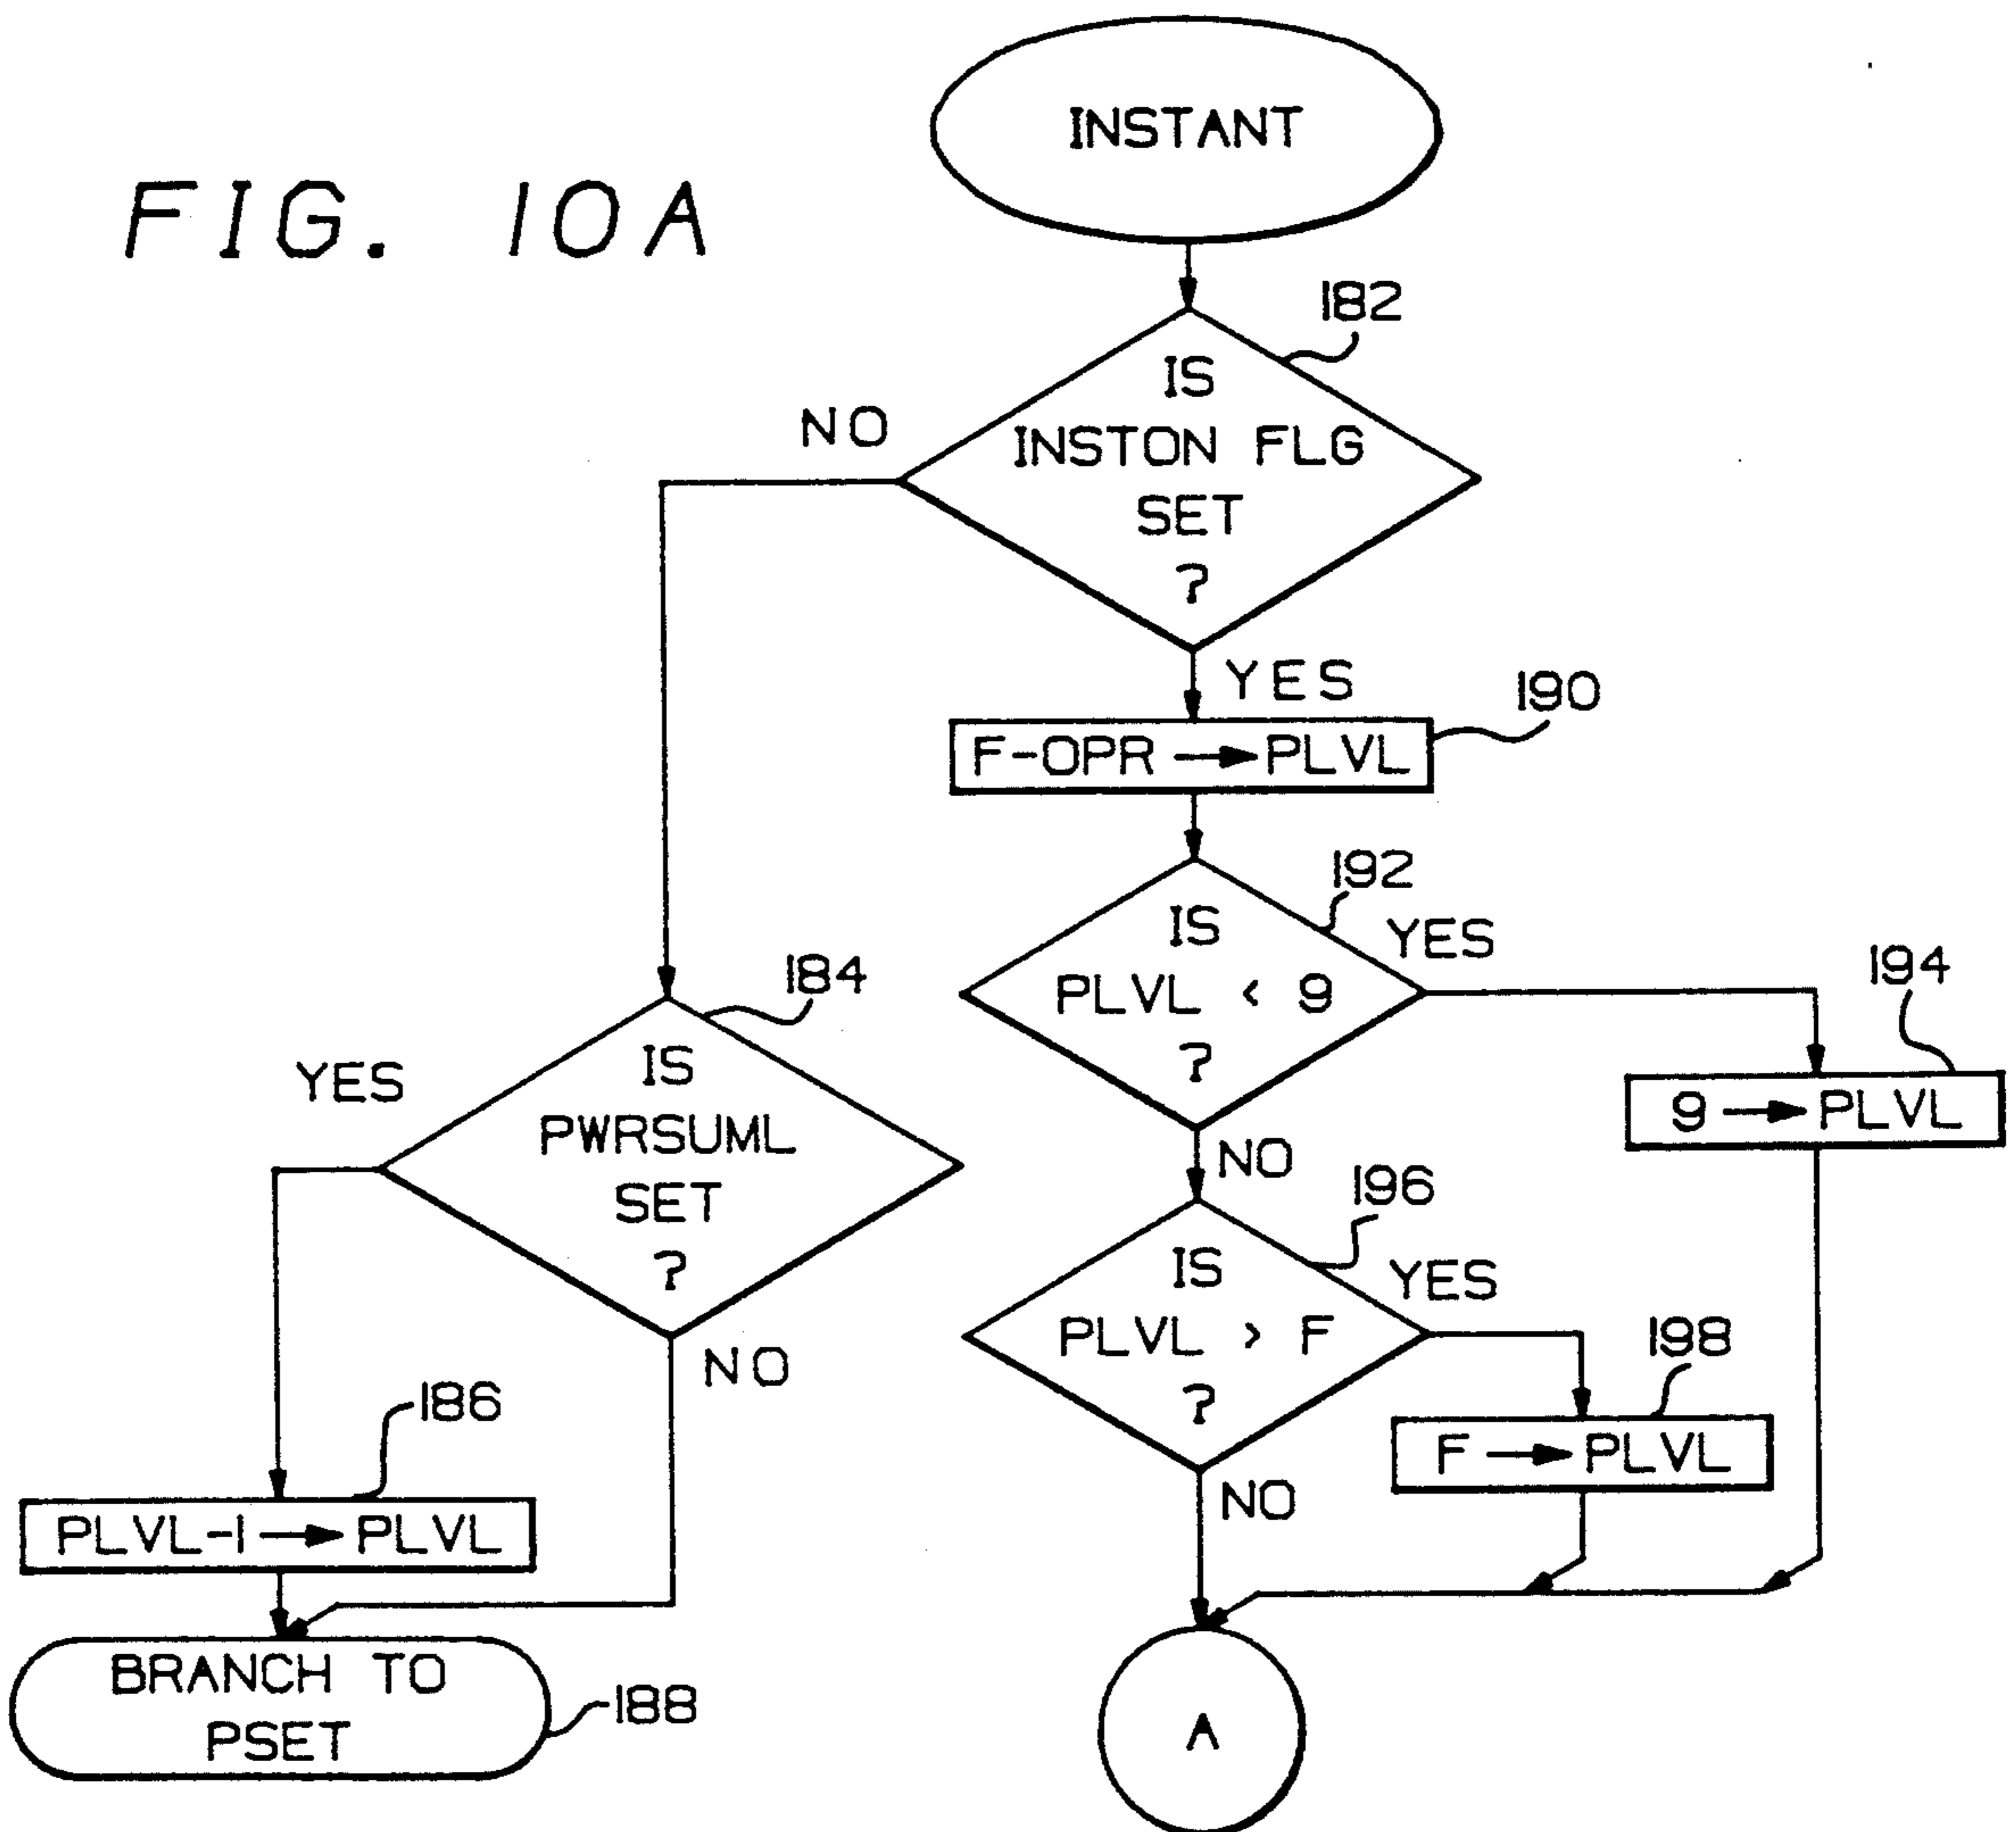 FIG. 10A
INSTANT
182
IS
INSTON FLG
SET
?
NO
YES
190
F-OPR → PLVL
192
IS
PLVL < 9
?
YES
NO
194
9 → PLVL
184
IS
PWRSUML
SET
?
YES
NO
196
IS
PLVL > F
?
YES
NO
198
F → PLVL
186
PLVL-1 → PLVL
BRANCH TO
PSET
188
A